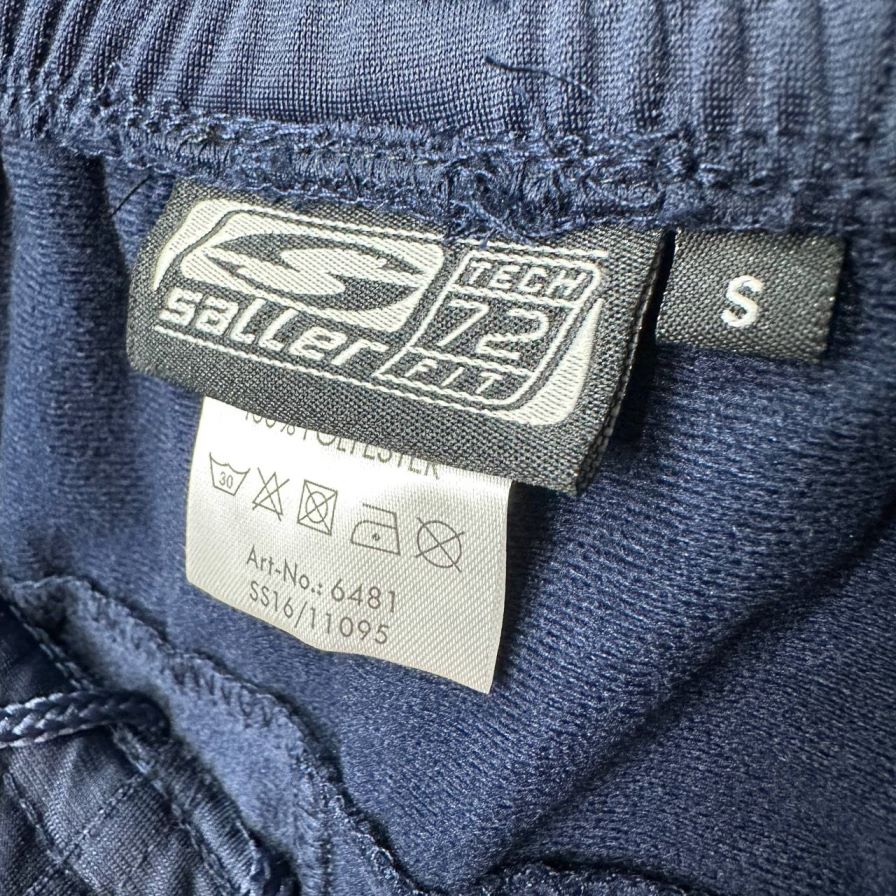 saller
TECH
72
FIT
S
100% POLYESTER
30
Art-No.: 6481
SS16/11095